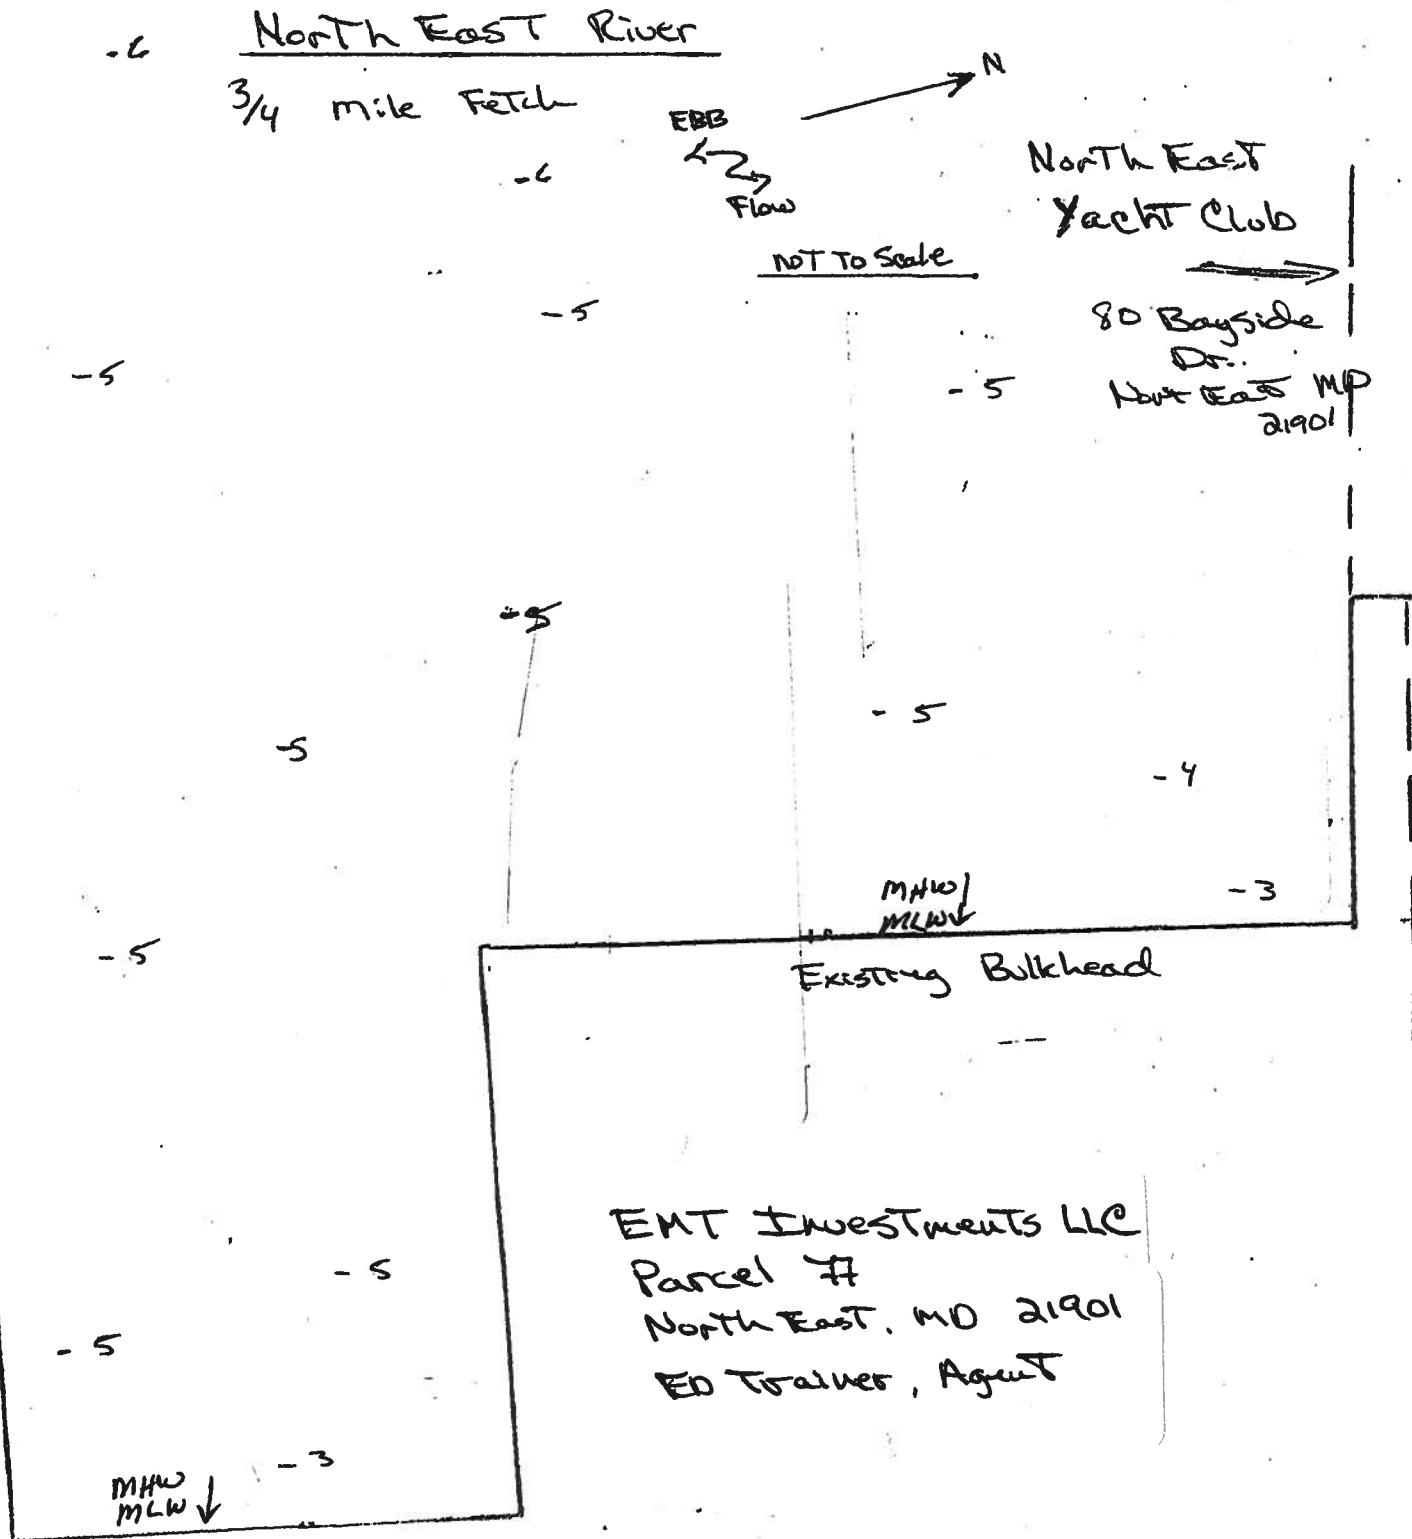 North East River
-6
3/4 mile Fetch
N
EBB
Flow
-6
North East
Yacht Club
not to Scale
80 Bayside
Dr.
-5
-5
-5
Nort East MD
21901
-5
-5
-5
-4
MHW
MLW
-3
-5
Existing Bulkhead
EMT Investments LLC
Parcel 77
-5
North East, MD 21901
-5
ED Trainer, Agent
-3
MHW
MLW